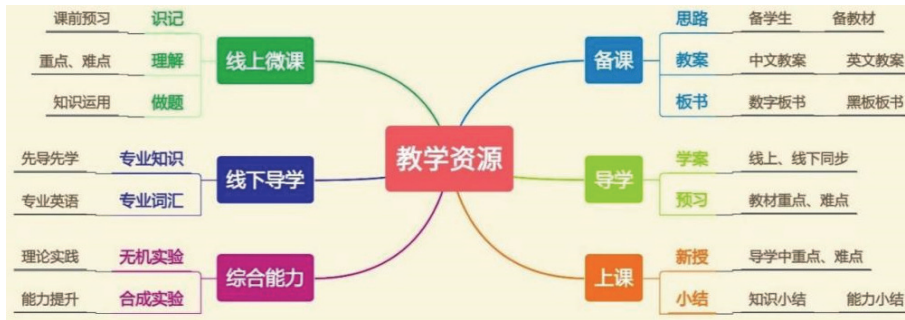 教学资源
线上微课
识记
课前预习
理解
重点、难点
做题
知识运用
线下导学
专业知识
先导先学
专业词汇
专业英语
综合能力
无机实验
理论实践
合成实验
能力提升
备课
思路
备学生
备教材
教案
中文教案
英文教案
板书
数字板书
黑板板书
导学
学案
线上、线下同步
预习
教材重点、难点
上课
新授
导学中重点、难点
小结
知识小结
能力小结